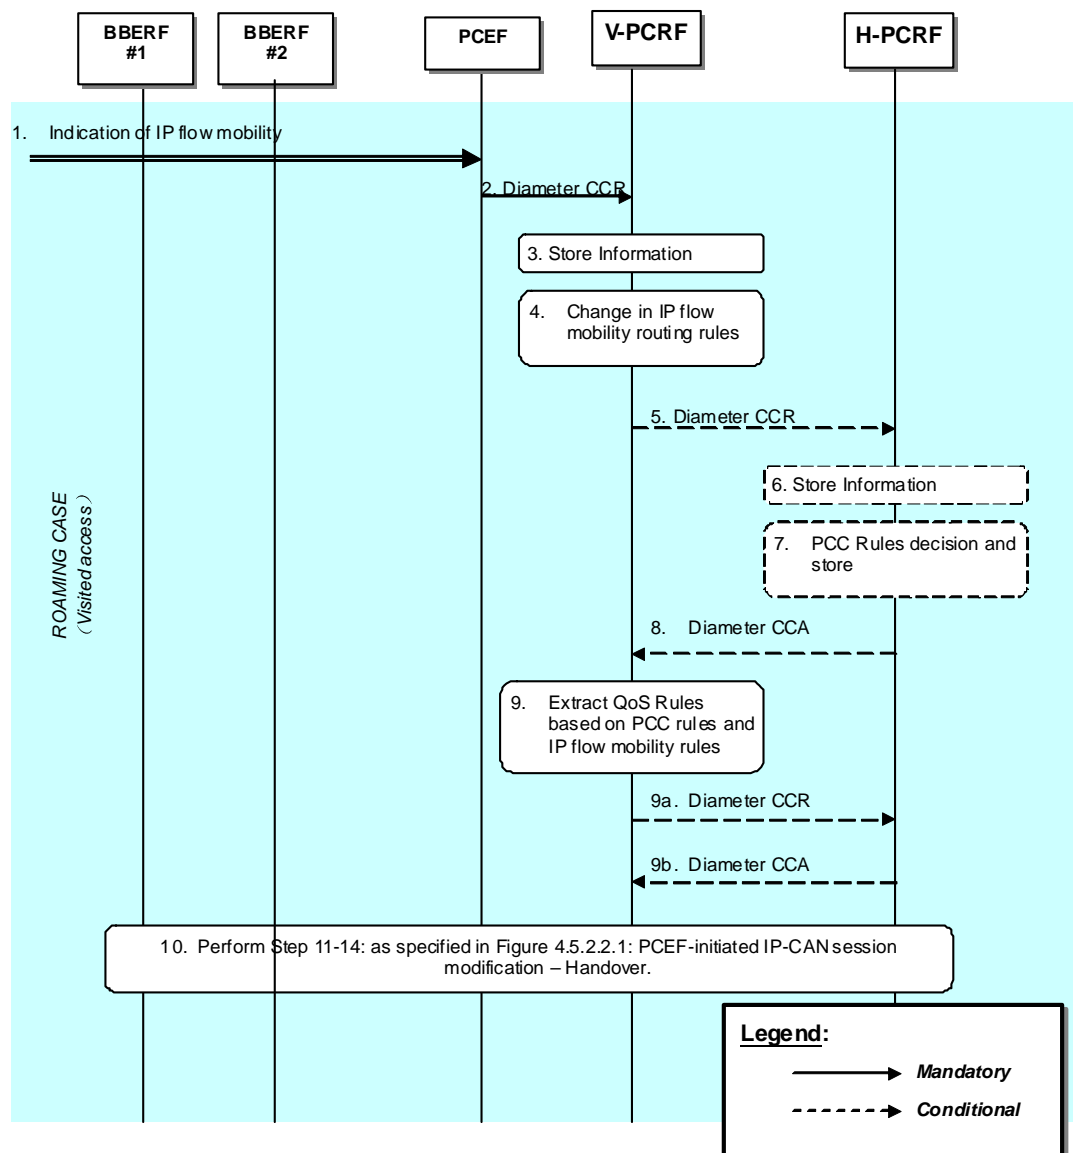 BBERF
#1
BBERF
#2
PCEF
V-PCRF
H-PCRF
1. Indication of IP flow mobility
2. Diameter CCR
3. Store Information
4. Change in IP flow
mobility routing rules
5. Diameter CCR
6. Store Information
7. PCC Rules decision and
store
ROAMING CASE
(Visited access)
8. Diameter CCA
9. Extract QoS Rules
based on PCC rules and
IP flow mobility rules
9a. Diameter CCR
9b. Diameter CCA
10. Perform Step 11-14: as specified in Figure 4.5.2.2.1: PCEF-initiated IP-CAN session
modification – Handover.
Legend:
Mandatory
Conditional